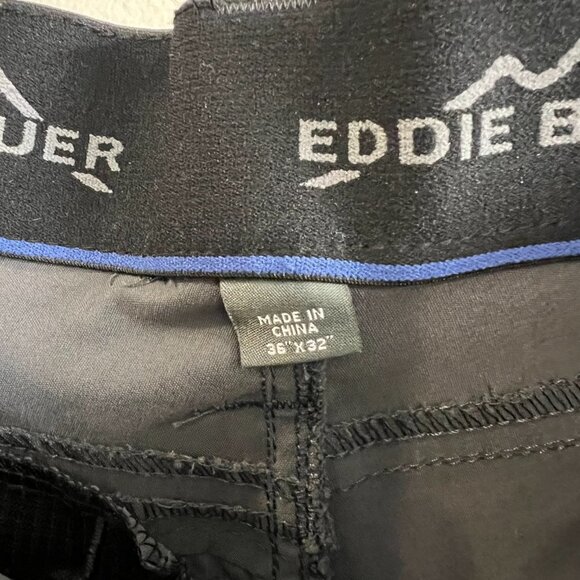 UER
EDDIE B
MADE IN
CHINA
36"X32"